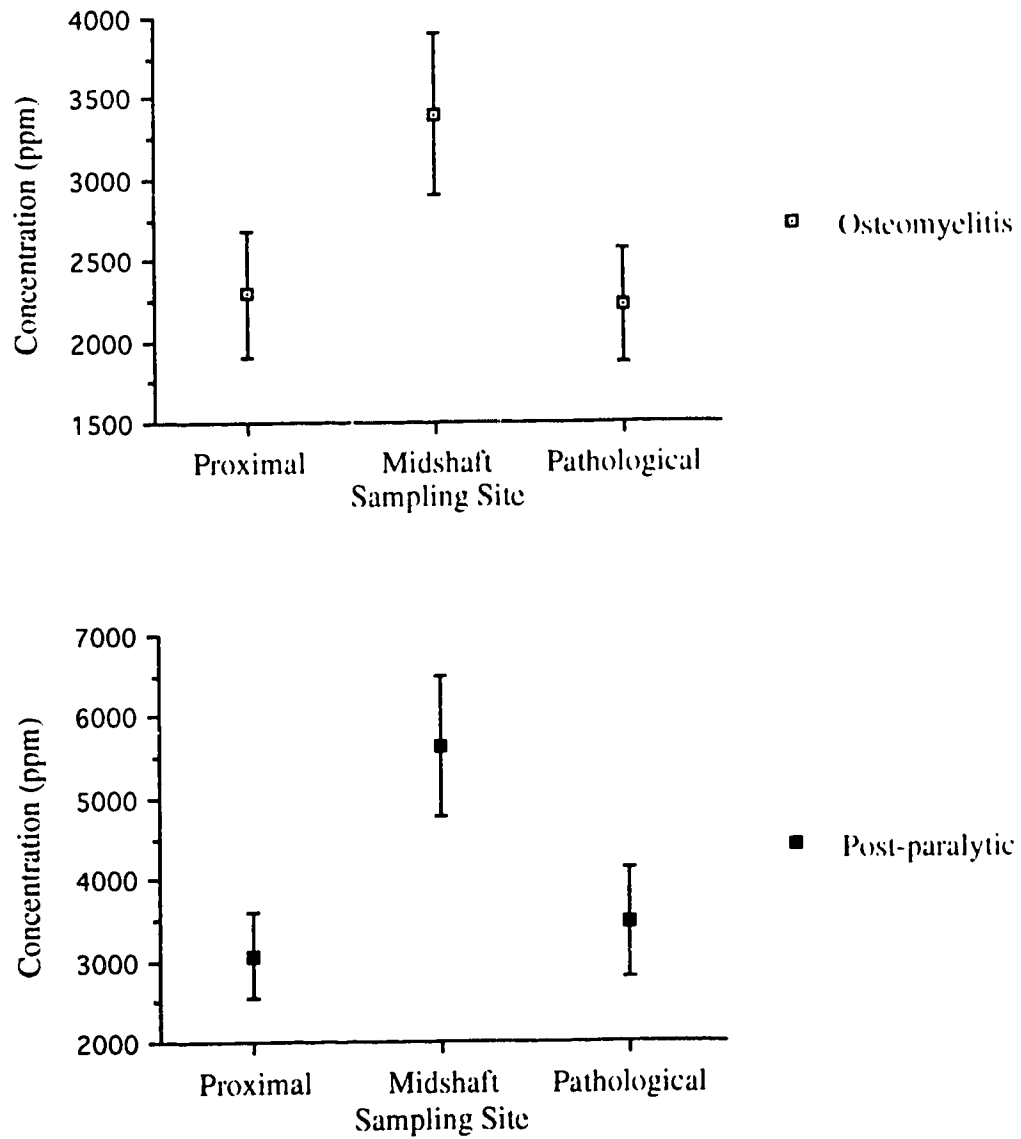 4000
3500
3000
2500
2000
1500
Concentration (ppm)
Proximal
Midshaft
Pathological
Sampling Site
Osteomyelitis
7000
6000
5000
4000
3000
2000
Concentration (ppm)
Proximal
Midshaft
Pathological
Sampling Site
Post-paralytic